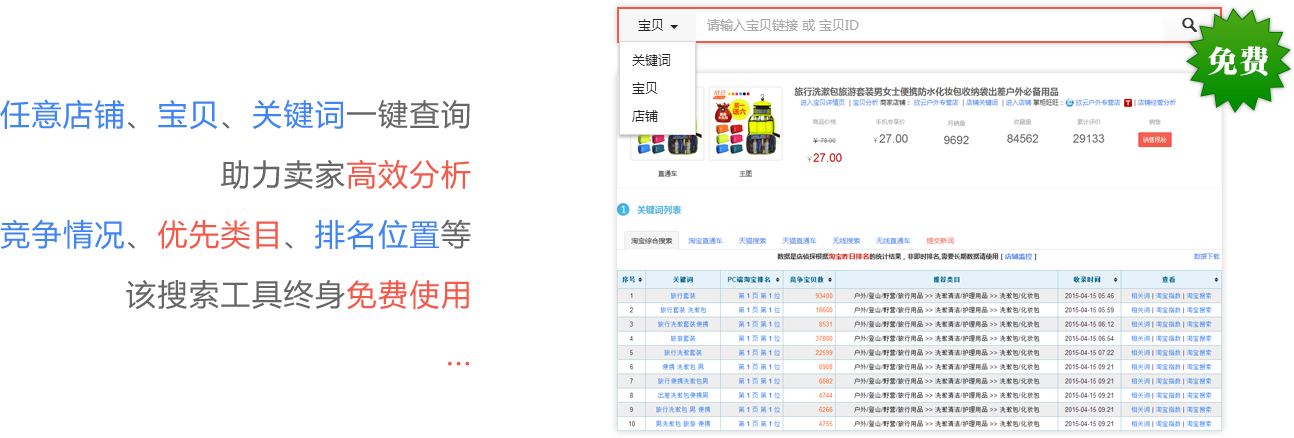 任意店铺、宝贝、关键词一键查询
助力卖家高效分析
竞争情况、优先类目、排名位置等
该搜索工具终身免费使用
...
宝贝 请输入宝贝链接 或 宝贝ID
免费
关键词
宝贝
店铺
旅行洗漱包旅游套装男女士便携防水化妆包收纳袋出差户外必备用品
进入宝贝详情页 | 宝贝分析 商家店铺： 欣云户外专营店 | 店铺关键词 | 进入店铺 掌柜旺旺： 欣云户外专营店 | 店铺经营分析
商品价格 手机专享价 月销量 收藏量 累计评价 销售
¥ 78.00 ¥ 27.00 9692 84562 29133 销售揭秘
¥ 27.00
直通车 主图
1 关键词列表
淘宝综合搜索 淘宝直通车 天猫搜索 天猫直通车 无线搜索 无线直通车 提交新词
数据是店侦探根据淘宝昨日排名的统计结果，非即时排名,需要长期数据请使用 [ 店铺监控 ] 数据下载
序号 关键词 PC端淘宝排名 竞争宝贝数 推荐类目 收录时间 查看
1 旅行套装 第 1 页 第 1 位 93400 户外/登山/野营/旅行用品 >> 洗漱清洁/护理用品 >> 洗漱包/化妆包 2015-04-15 05:46 相关词 | 淘宝指数 | 淘宝搜索
2 旅行套装 洗漱包 第 1 页 第 1 位 16600 户外/登山/野营/旅行用品 >> 洗漱清洁/护理用品 >> 洗漱包/化妆包 2015-04-15 05:59 相关词 | 淘宝指数 | 淘宝搜索
3 旅行洗漱套装便携 第 1 页 第 1 位 8531 户外/登山/野营/旅行用品 >> 洗漱清洁/护理用品 >> 洗漱包/化妆包 2015-04-15 06:12 相关词 | 淘宝指数 | 淘宝搜索
4 旅游套装 第 1 页 第 1 位 37800 户外/登山/野营/旅行用品 >> 洗漱清洁/护理用品 >> 洗漱包/化妆包 2015-04-15 06:54 相关词 | 淘宝指数 | 淘宝搜索
5 旅行洗漱套装 第 1 页 第 1 位 22599 户外/登山/野营/旅行用品 >> 洗漱清洁/护理用品 >> 洗漱包/化妆包 2015-04-15 07:22 相关词 | 淘宝指数 | 淘宝搜索
6 便携 洗漱包 男 第 1 页 第 1 位 6908 户外/登山/野营/旅行用品 >> 洗漱清洁/护理用品 >> 洗漱包/化妆包 2015-04-15 09:21 相关词 | 淘宝指数 | 淘宝搜索
7 旅行便携洗漱包男 第 1 页 第 1 位 6682 户外/登山/野营/旅行用品 >> 洗漱清洁/护理用品 >> 洗漱包/化妆包 2015-04-15 09:21 相关词 | 淘宝指数 | 淘宝搜索
8 出差洗漱包便携男 第 1 页 第 1 位 4744 户外/登山/野营/旅行用品 >> 洗漱清洁/护理用品 >> 洗漱包/化妆包 2015-04-15 09:21 相关词 | 淘宝指数 | 淘宝搜索
9 旅行洗漱包 男 便携 第 1 页 第 1 位 6266 户外/登山/野营/旅行用品 >> 洗漱清洁/护理用品 >> 洗漱包/化妆包 2015-04-15 09:21 相关词 | 淘宝指数 | 淘宝搜索
10 男洗漱包 旅游 便携 第 1 页 第 1 位 4755 户外/登山/野营/旅行用品 >> 洗漱清洁/护理用品 >> 洗漱包/化妆包 2015-04-15 09:21 相关词 | 淘宝指数 | 淘宝搜索